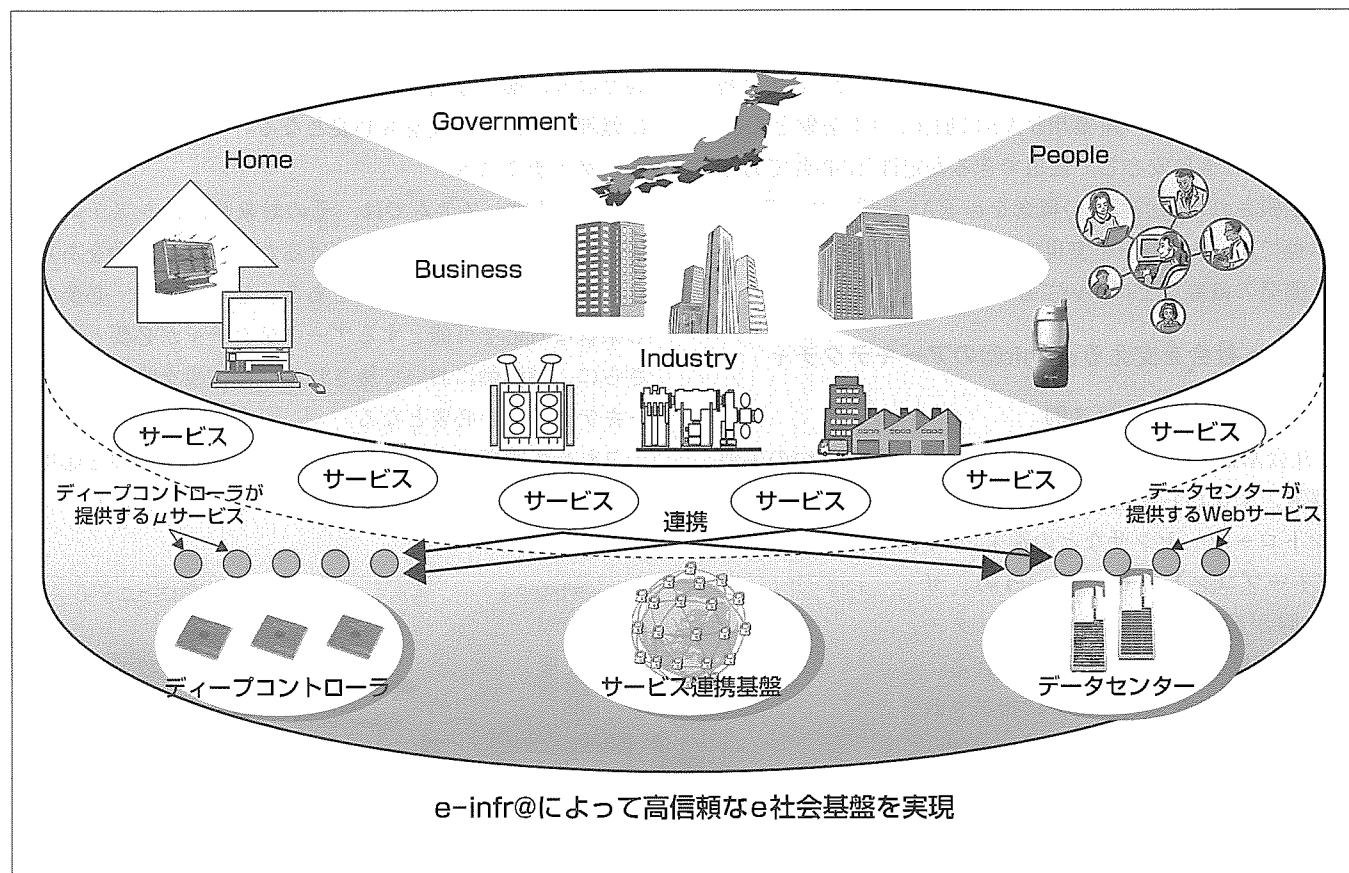 Government
Home
People
Business
Industry
サービス
サービス
サービス
サービス
サービス
サービス
ディープコントローラが
提供するμサービス
連携
データセンターが
提供するWebサービス
ディープコントローラ
サービス連携基盤
データセンター
e-infr@によって高信頼なe社会基盤を実現